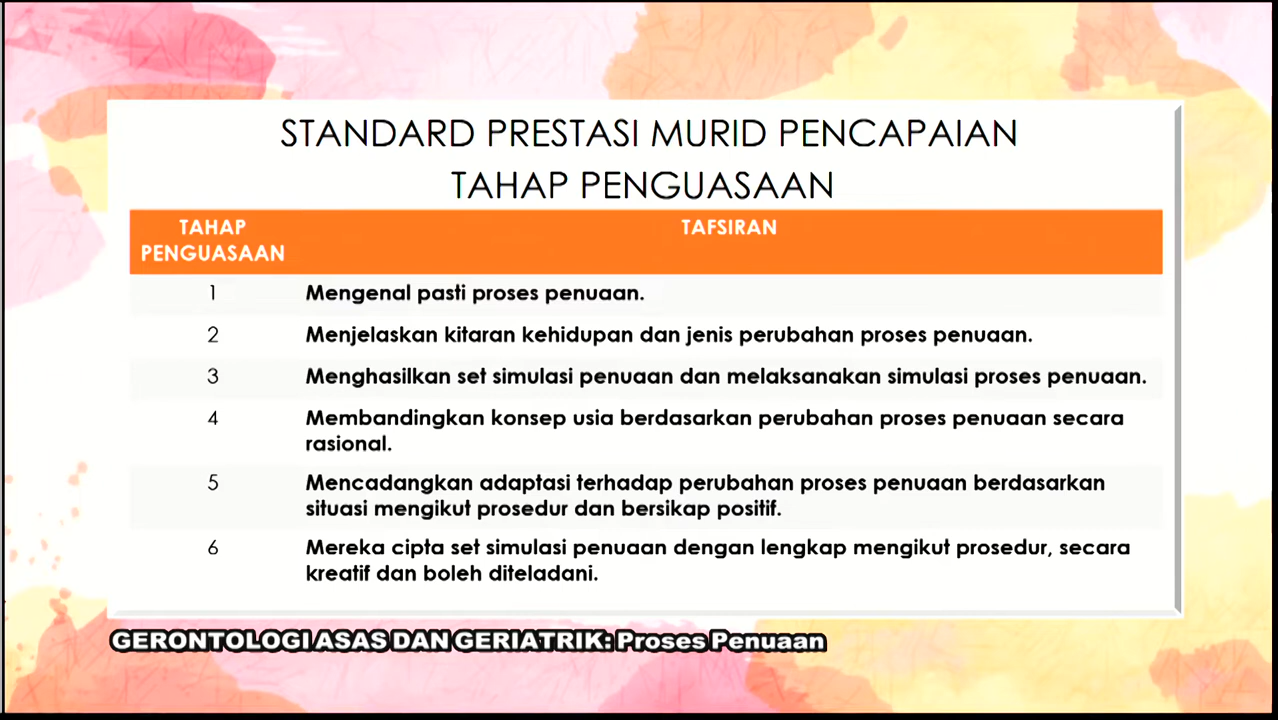 STANDARD PRESTASI MURID PENCAPAIAN
TAHAP PENGUASAAN
TAHAP PENGUASAAN TAFSIRAN
1 Mengenal pasti proses penuaan.
2 Menjelaskan kitaran kehidupan dan jenis perubahan proses penuaan.
3 Menghasilkan set simulasi penuaan dan melaksanakan simulasi proses penuaan.
4 Membandingkan konsep usia berdasarkan perubahan proses penuaan secara
rasional.
5 Mencadangkan adaptasi terhadap perubahan proses penuaan berdasarkan
situasi mengikut prosedur dan bersikap positif.
6 Mereka cipta set simulasi penuaan dengan lengkap mengikut prosedur, secara
kreatif dan boleh diteladani.
GERONTOLOGI ASAS DAN GERIATRIK: Proses Penuaan